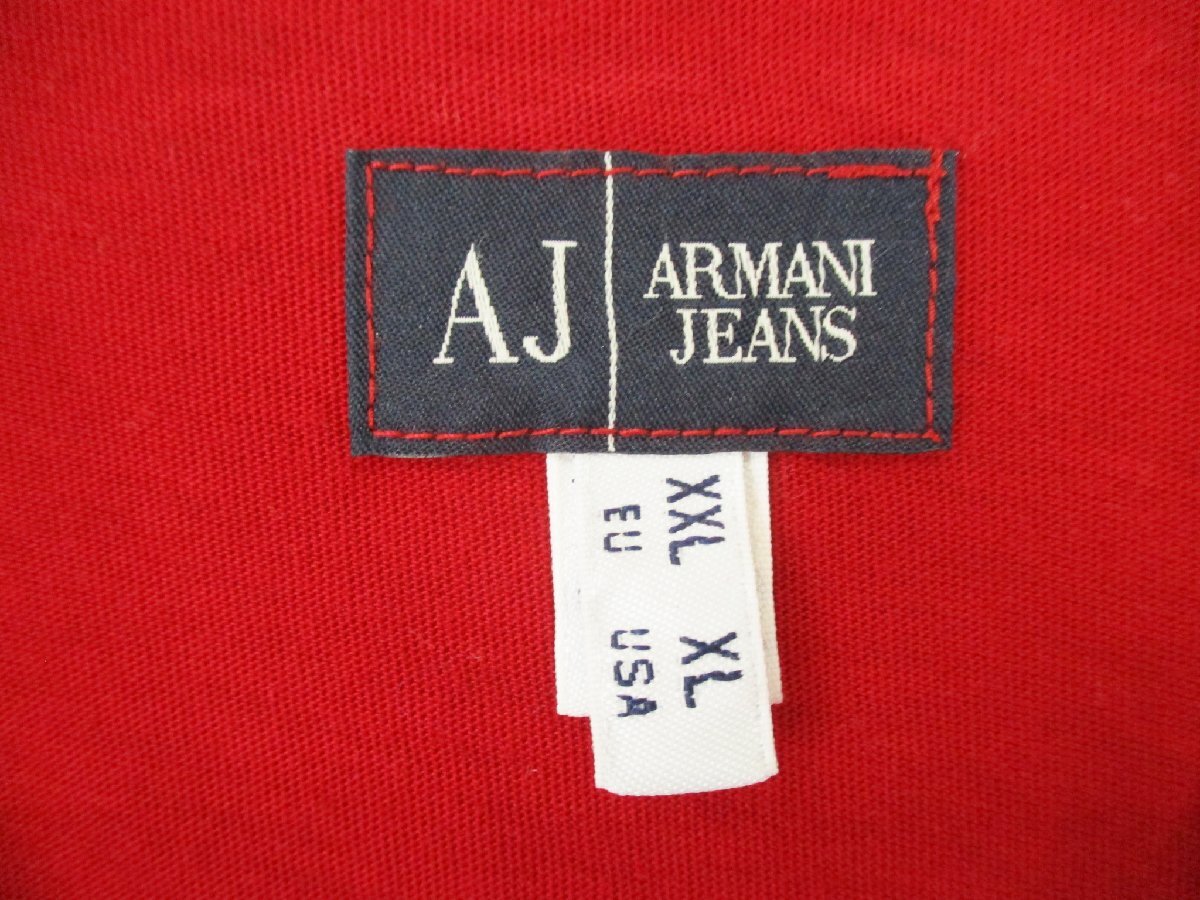 AJ
ARMANI
JEANS
XXL XL
EU USA